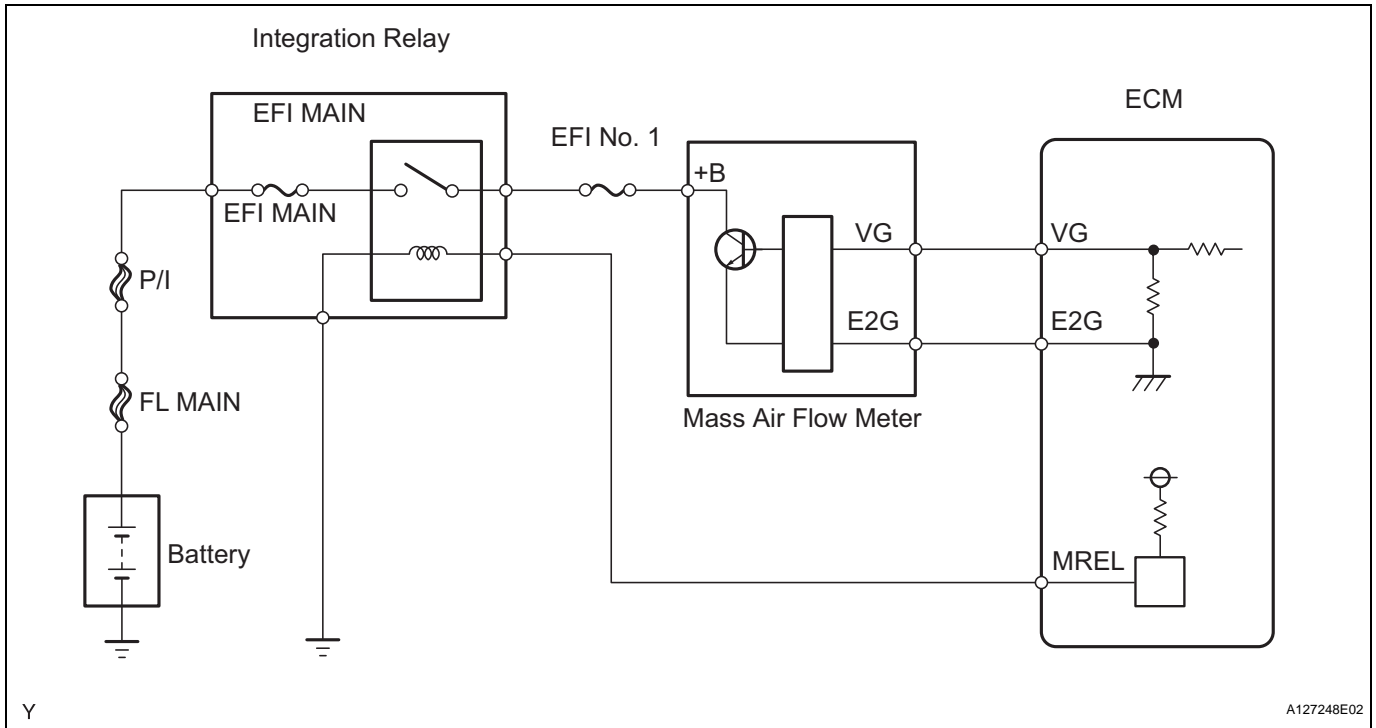 Integration Relay
ECM
EFI MAIN
EFI No. 1
+B
EFI MAIN
VG
VG
P/I
E2G
E2G
FL MAIN
Mass Air Flow Meter
Battery
MREL
Y
A127248E02